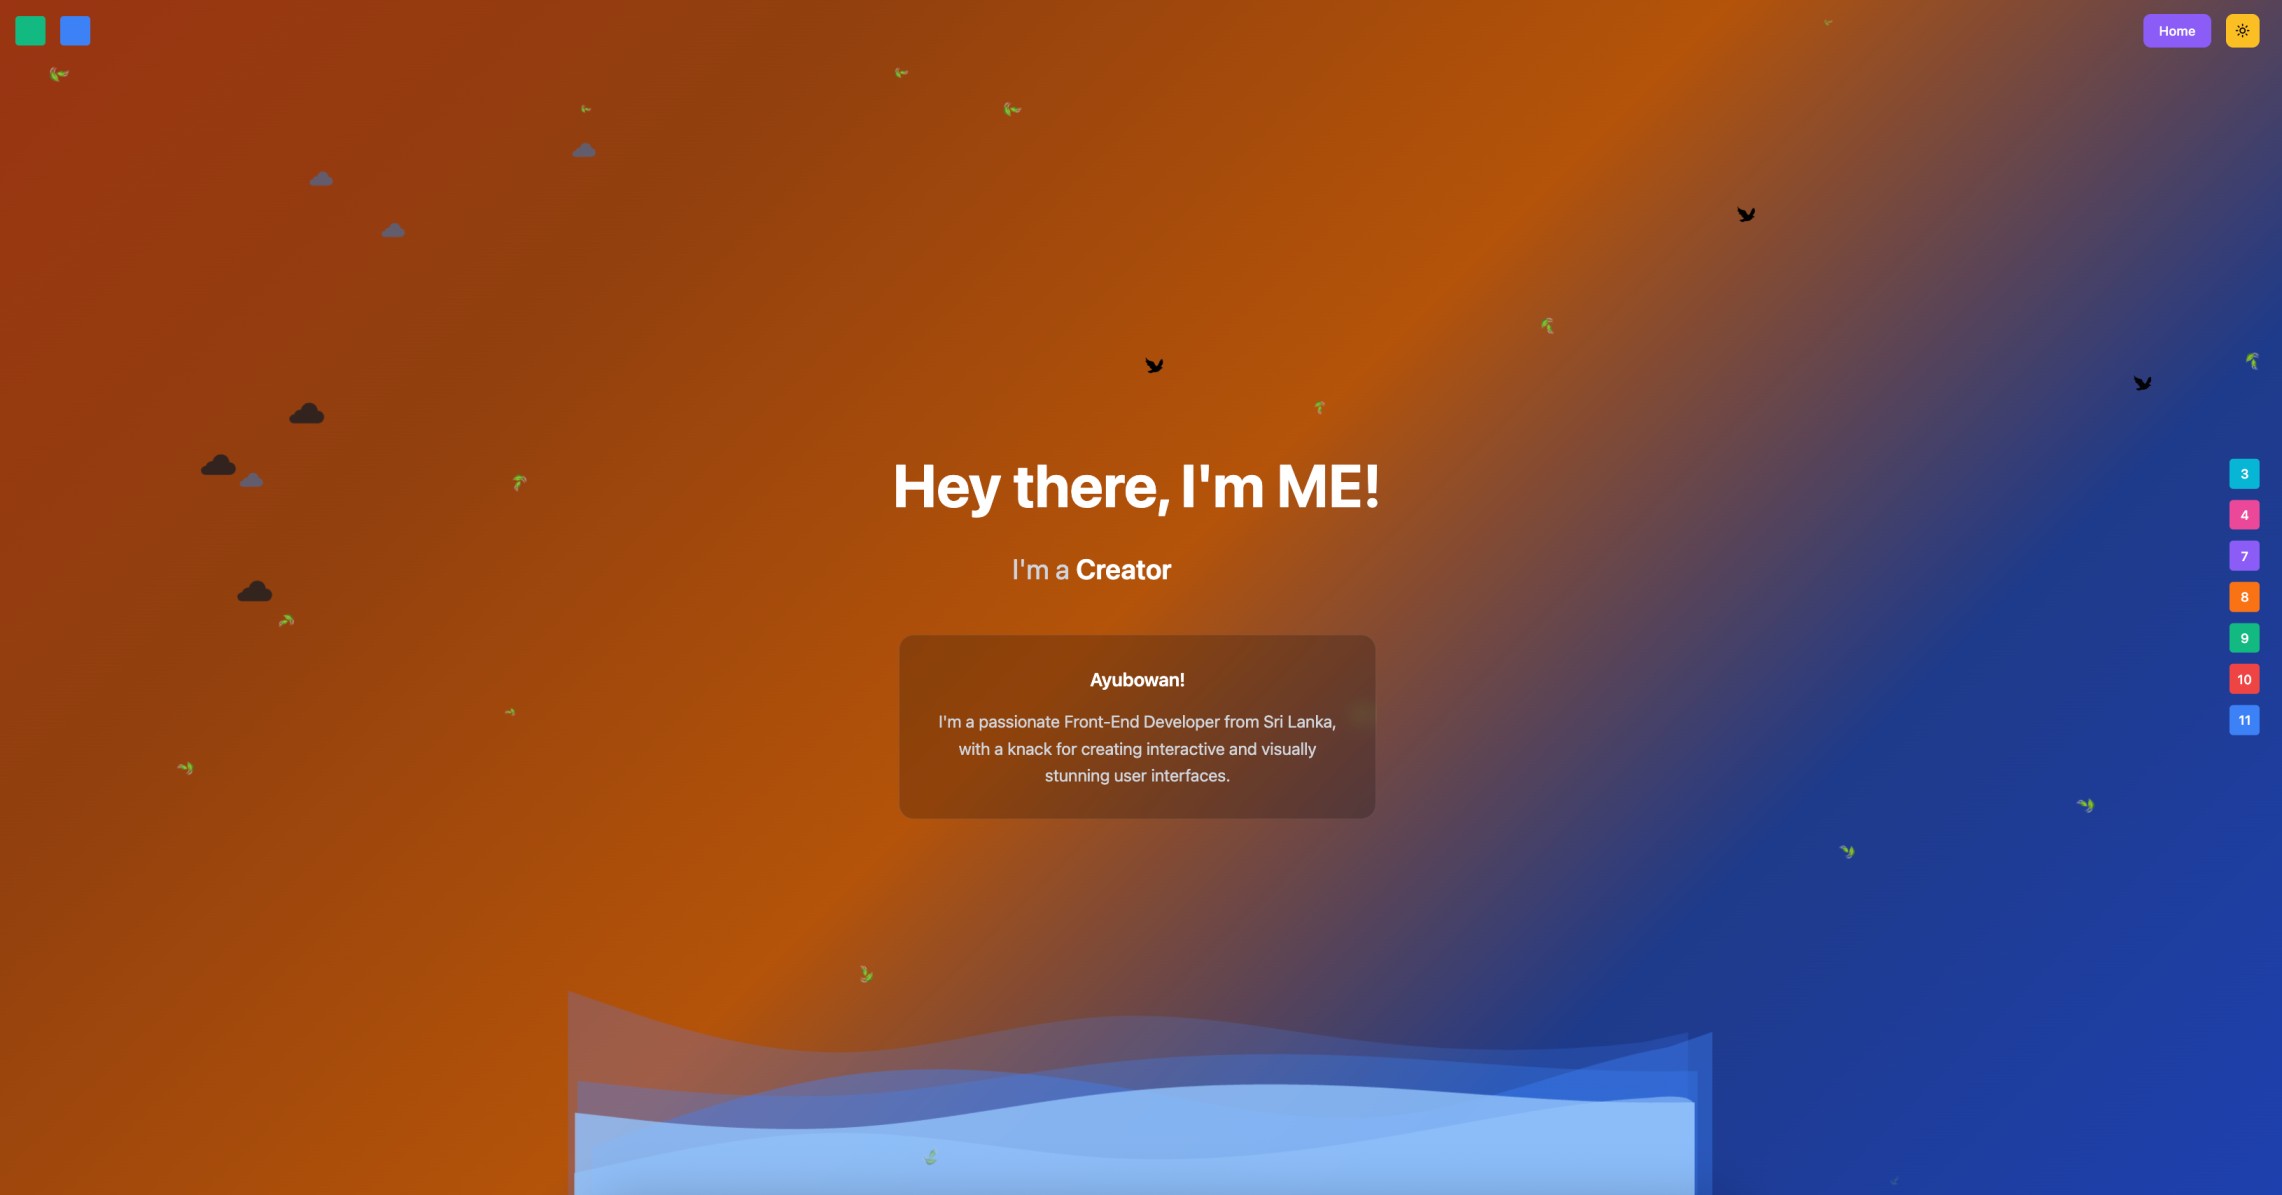 Home
Hey there, I'm ME!
I'm a Creator
Ayubowan!
I'm a passionate Front-End Developer from Sri Lanka,
with a knack for creating interactive and visually
stunning user interfaces.
3
4
7
8
9
10
11